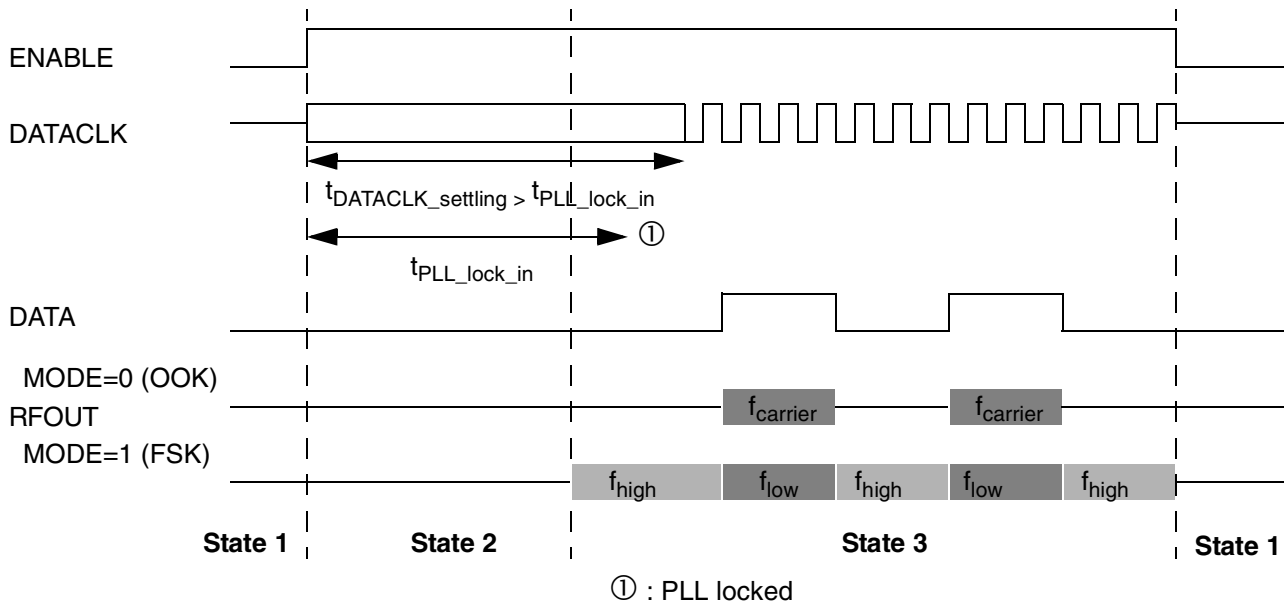 ENABLE
DATACLK
tDATACLK_settling > tPLL_lock_in
①
tPLL_lock_in
DATA
MODE=0 (OOK)
RFOUT
fcarrier fcarrier
MODE=1 (FSK)
fhigh flow fhigh flow fhigh
State 1 State 2 State 3 State 1
① : PLL locked